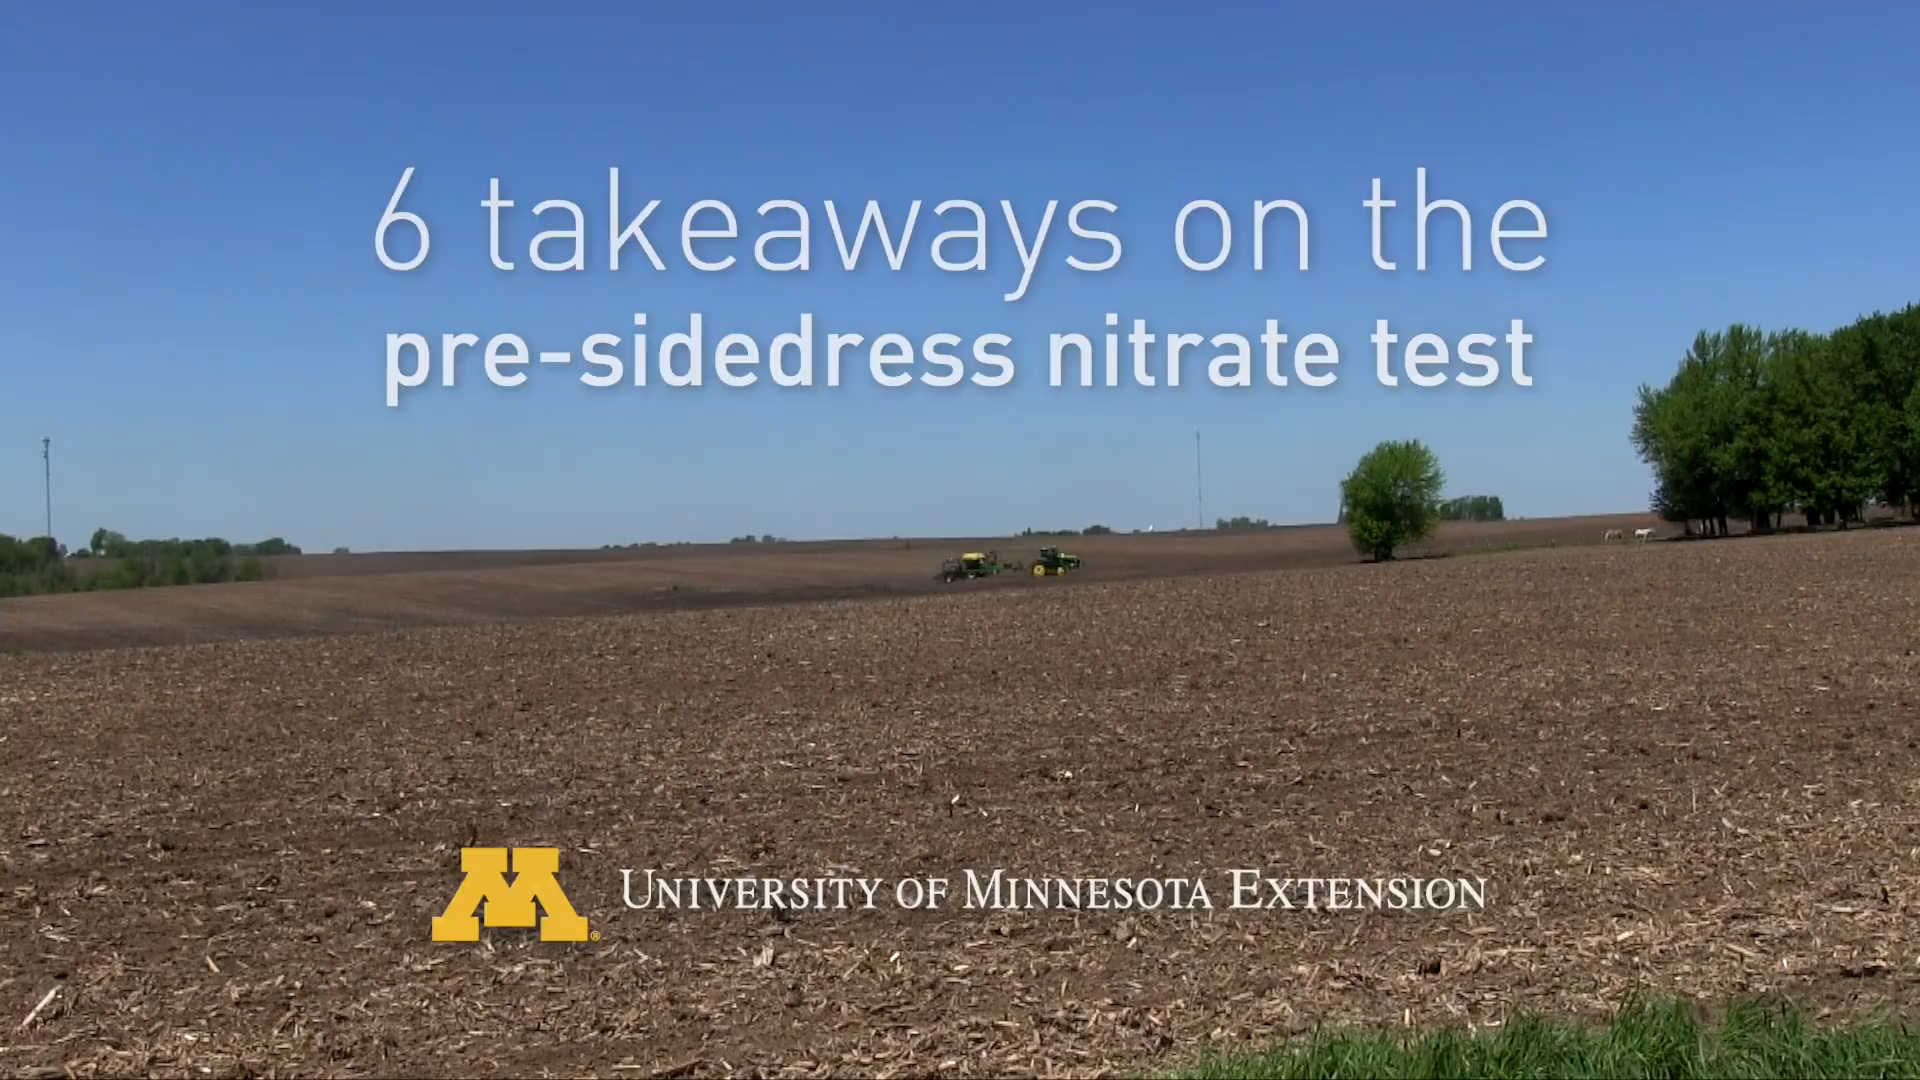 6 takeaways on the
pre-sidedress nitrate test
M®
University of Minnesota Extension